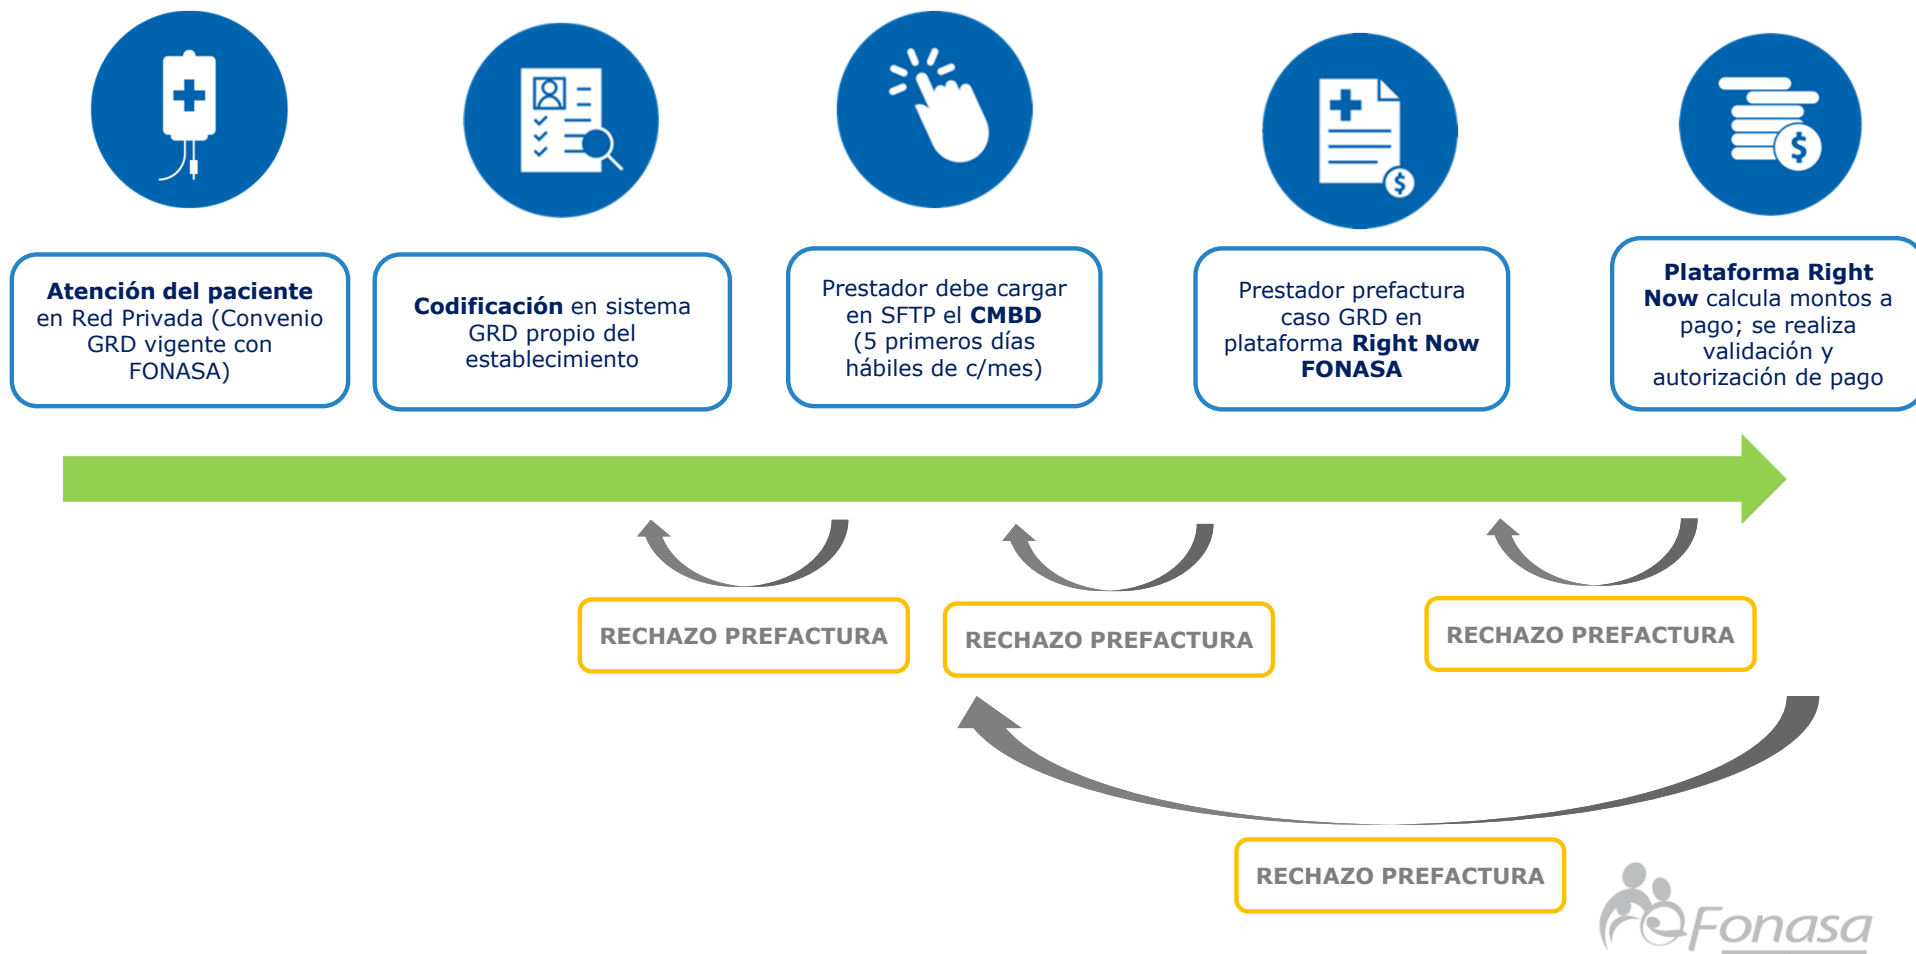 Atención del paciente
en Red Privada (Convenio
GRD vigente con
FONASA)
Codificación en sistema
GRD propio del
establecimiento
Prestador debe cargar
en SFTP el CMBD
(5 primeros días
hábiles de c/mes)
Prestador prefactura
caso GRD en
plataforma Right Now
FONASA
Plataforma Right
Now calcula montos a
pago; se realiza
validación y
autorización de pago
RECHAZO PREFACTURA
RECHAZO PREFACTURA
RECHAZO PREFACTURA
RECHAZO PREFACTURA
Fonasa